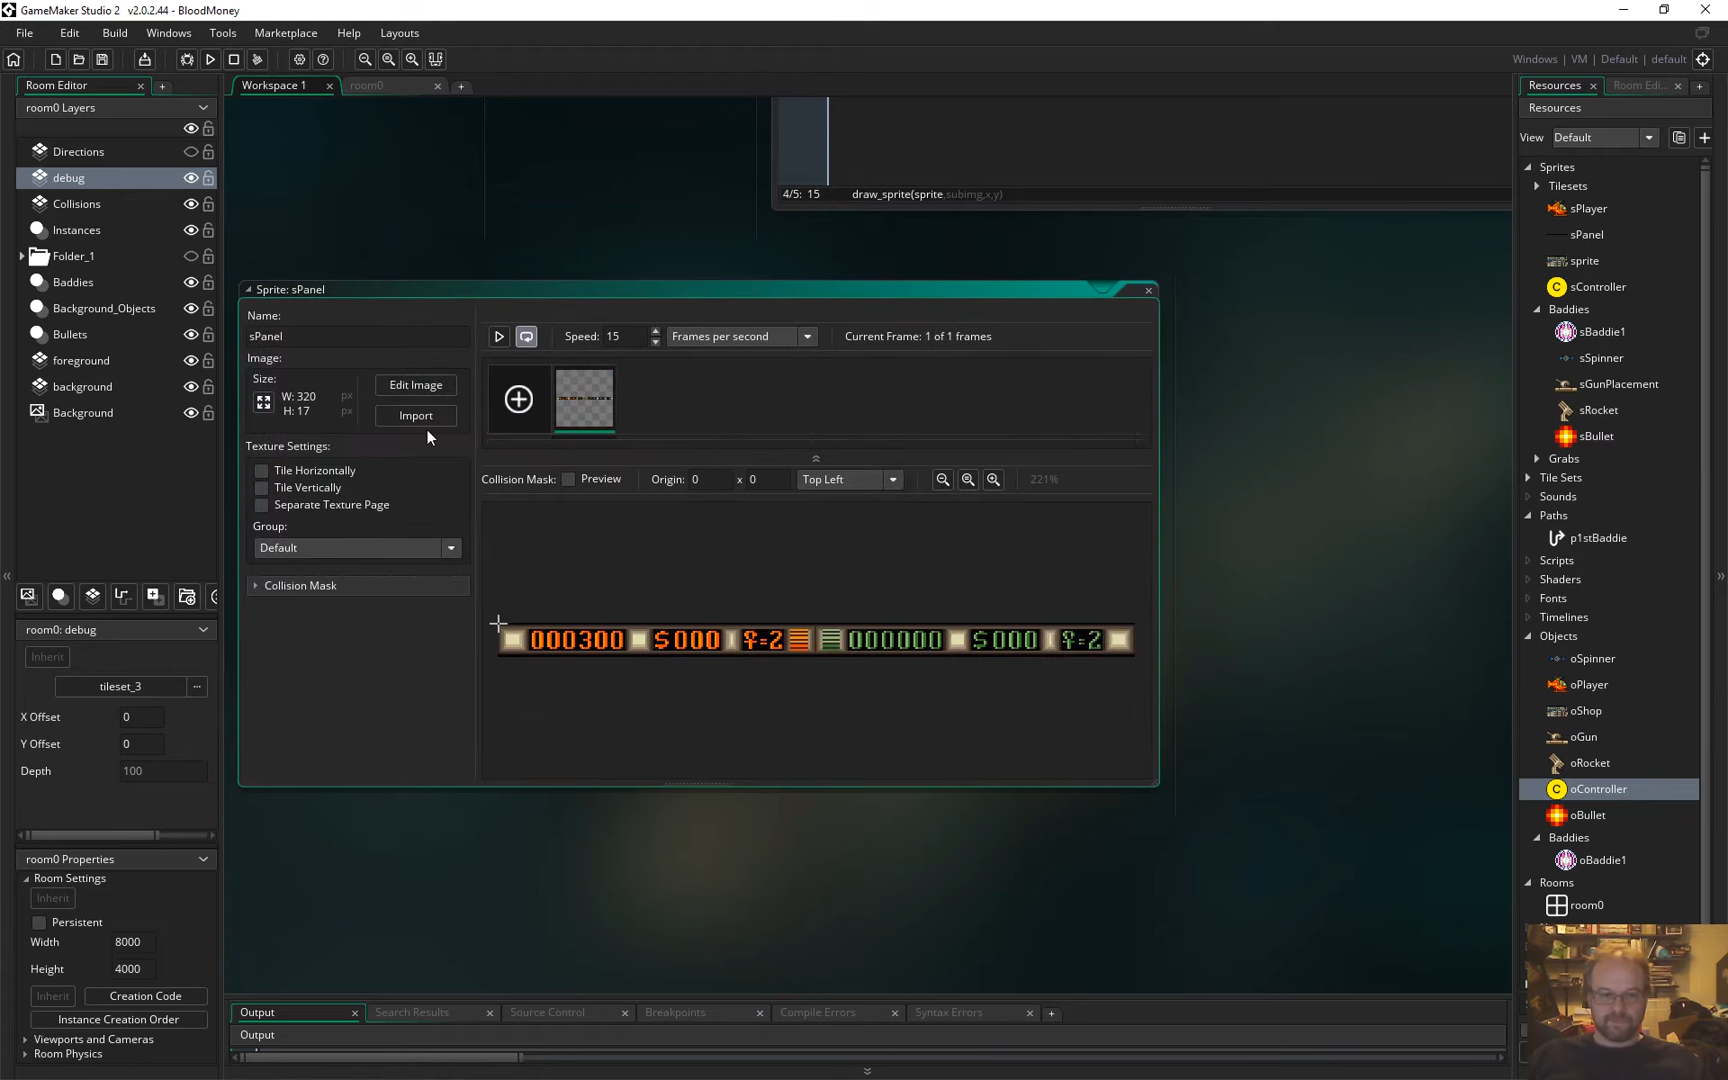 GameMaker Studio 2 v2.0.2.44 - BloodMoney
File Edit Build Windows Tools Marketplace Help Layouts
Windows | VM | Default | default
Room Editor
Workspace 1
room0
Resources
Room Edi...
room0 Layers
Resources
View Default
Directions
debug
Collisions
Instances
Folder_1
Baddies
Background_Objects
Bullets
foreground
background
Background
4/5: 15 draw_sprite(sprite,subimg,x,y)
Sprite: sPanel
Name:
sPanel
Image:
Size:
W: 320 px
H: 17 px
Edit Image
Import
Texture Settings:
Tile Horizontally
Tile Vertically
Separate Texture Page
Group:
Default
Collision Mask
Speed: 15 Frames per second Current Frame: 1 of 1 frames
Collision Mask: Preview Origin: 0 x 0 Top Left 221%
000300 $000 =2 000000 $000 =2
room0: debug
Inherit
tileset_3 ...
X Offset 0
Y Offset 0
Depth 100
room0 Properties
Room Settings
Inherit
Persistent
Width 8000
Height 4000
Inherit Creation Code
Instance Creation Order
Viewports and Cameras
Room Physics
Sprites
Tilesets
sPlayer
sPanel
sprite
C sController
Baddies
sBaddie1
sSpinner
sGunPlacement
sRocket
sBullet
Grabs
Tile Sets
Sounds
Paths
p1stBaddie
Scripts
Shaders
Fonts
Timelines
Objects
oSpinner
oPlayer
oShop
oGun
oRocket
C oController
oBullet
Baddies
oBaddie1
Rooms
room0
Output Search Results Source Control Breakpoints Compile Errors Syntax Errors
Output